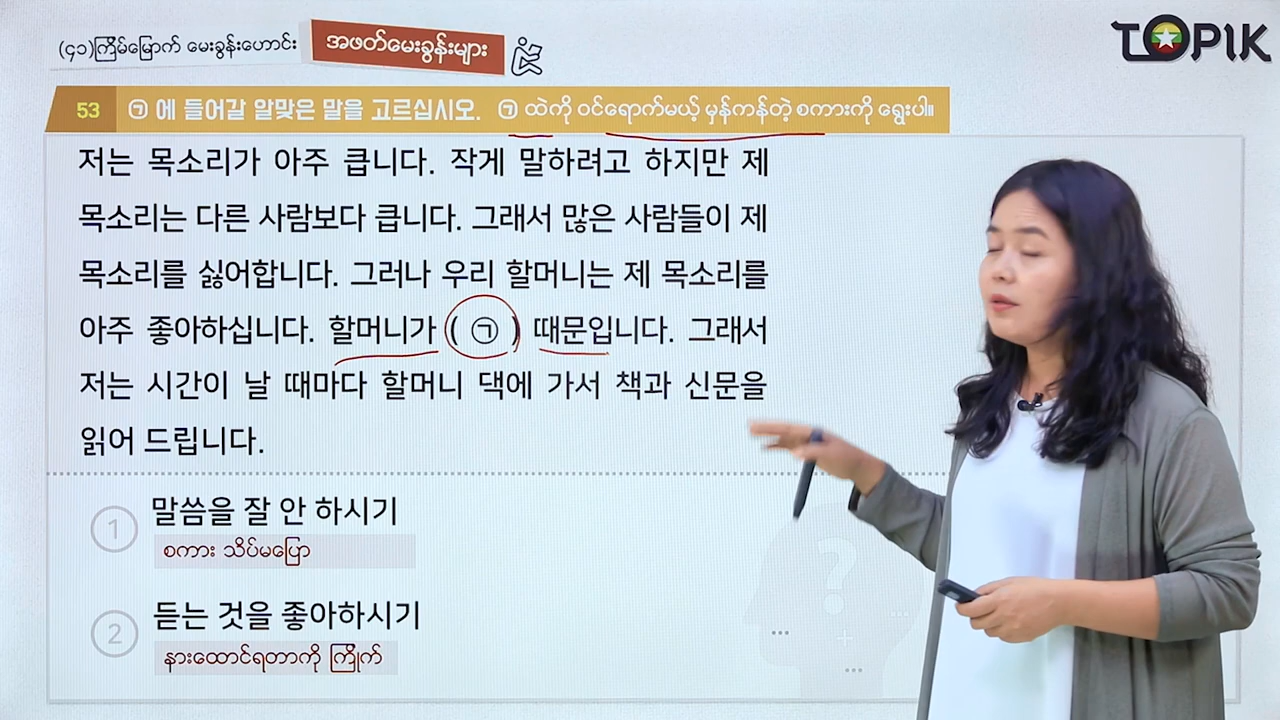 (၄၁)ကြိမ်မြောက် မေးခွန်းဟောင်း
အဖတ်မေးခွန်းများ
TOPIK
53 ㉠ 에 들어갈 알맞은 말을 고르십시오. ㉠ ထဲကို ဝင်ရောက်မယ့် မှန်ကန်တဲ့ စကားကို ရွေးပါ။
저는 목소리가 아주 큽니다. 작게 말하려고 하지만 제
목소리는 다른 사람보다 큽니다. 그래서 많은 사람들이 제
목소리를 싫어합니다. 그러나 우리 할머니는 제 목소리를
아주 좋아하십니다. 할머니가 ( ㉠ ) 때문입니다. 그래서
저는 시간이 날 때마다 할머니 댁에 가서 책과 신문을
읽어 드립니다.
1 말씀을 잘 안 하시기
စကား သိပ်မပြော
2 듣는 것을 좋아하시기
နားထောင်ရတာကို ကြိုက်